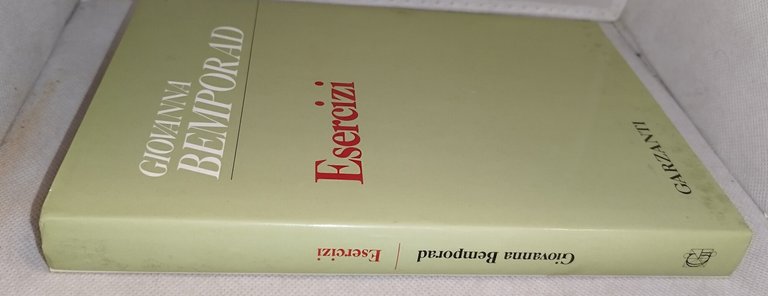 GIOVANNA
BEMPORAD
Esercizi
GARZANTI
Giovanna Bemporad
Esercizi